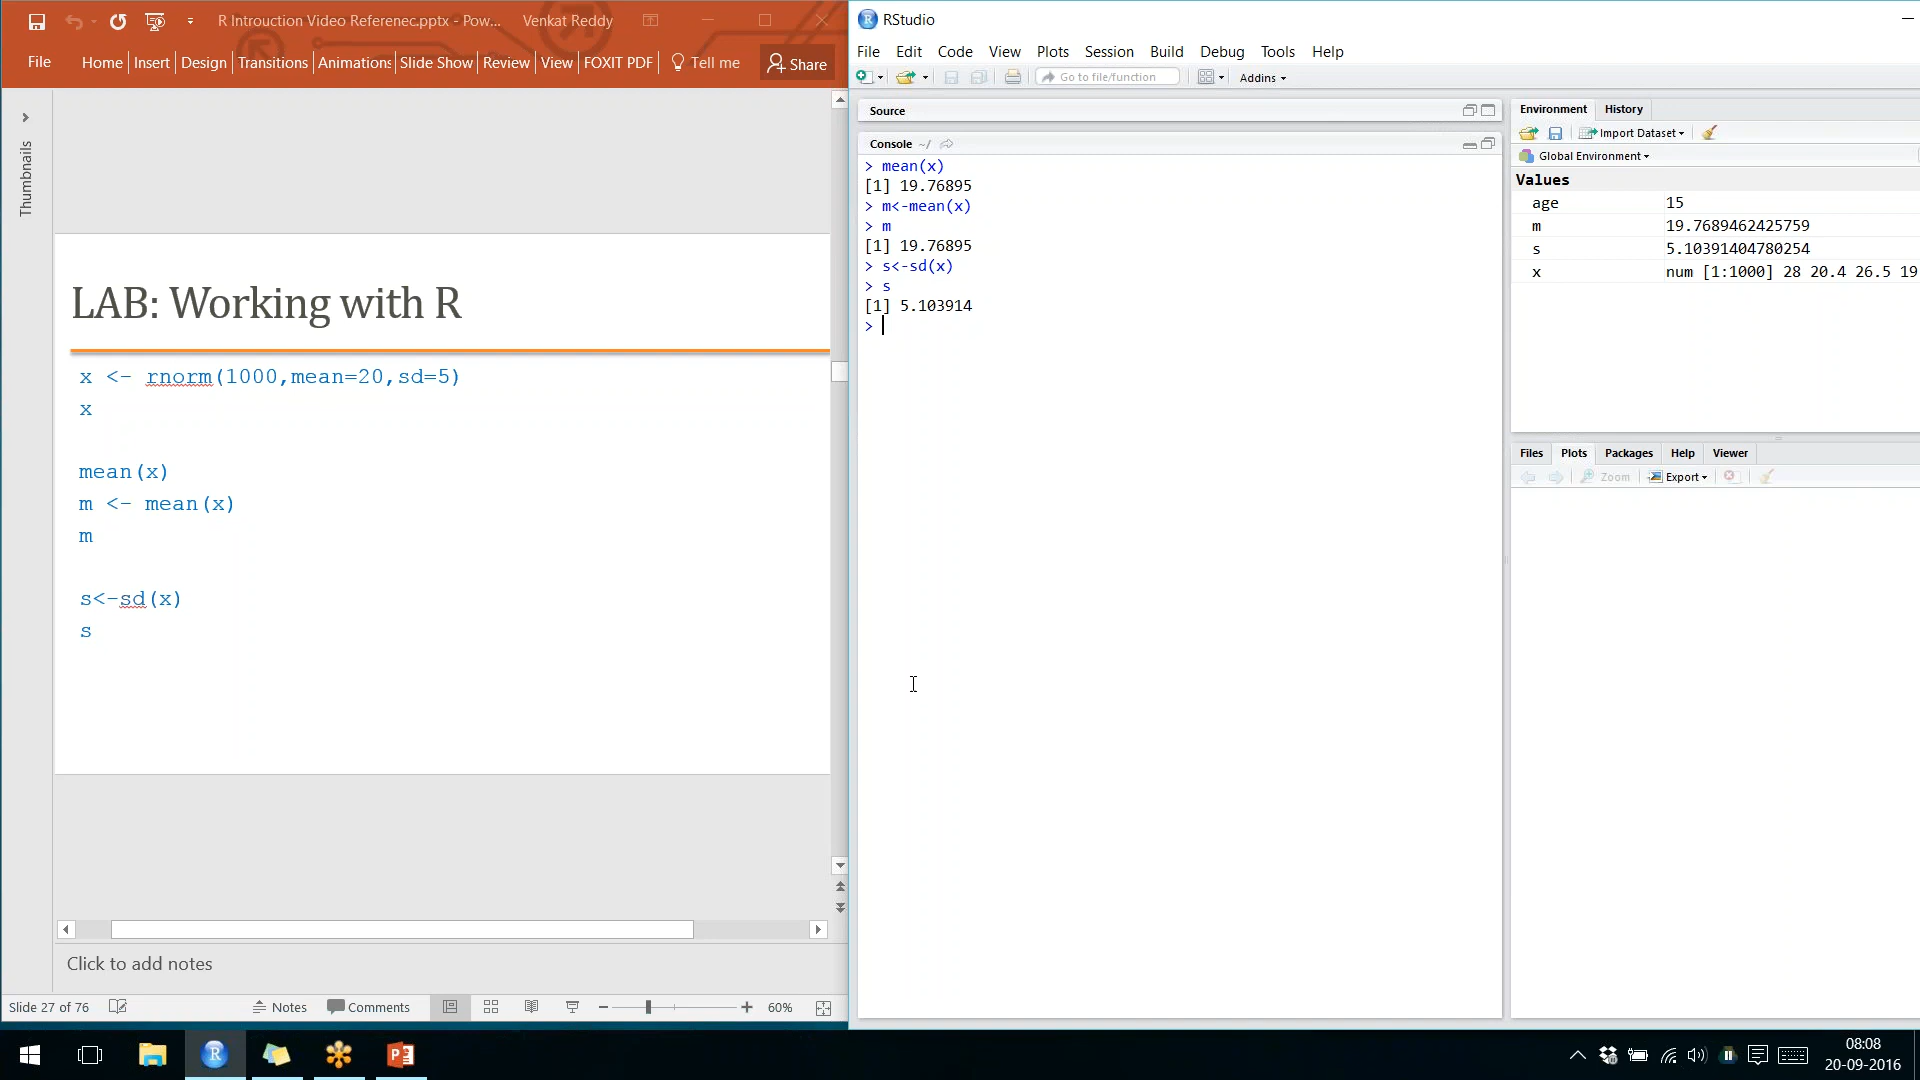 R Introuction Video Referenec.pptx - Pow...
Venkat Reddy
File Home Insert Design Transitions Animations Slide Show Review View FOXIT PDF Tell me Share
Thumbnails
LAB: Working with R
x <- rnorm(1000,mean=20,sd=5)
x
mean(x)
m <- mean(x)
m
s<-sd(x)
s
Click to add notes
Slide 27 of 76 Notes Comments 60%
RStudio
File Edit Code View Plots Session Build Debug Tools Help
Go to file/function Addins
Source
Console ~/
> mean(x)
[1] 19.76895
> m<-mean(x)
> m
[1] 19.76895
> s<-sd(x)
> s
[1] 5.103914
>
Environment History
Import Dataset
Global Environment
Values
age 15
m 19.7689462425759
s 5.10391404780254
x num [1:1000] 28 20.4 26.5 19
Files Plots Packages Help Viewer
Zoom Export
08:08
20-09-2016